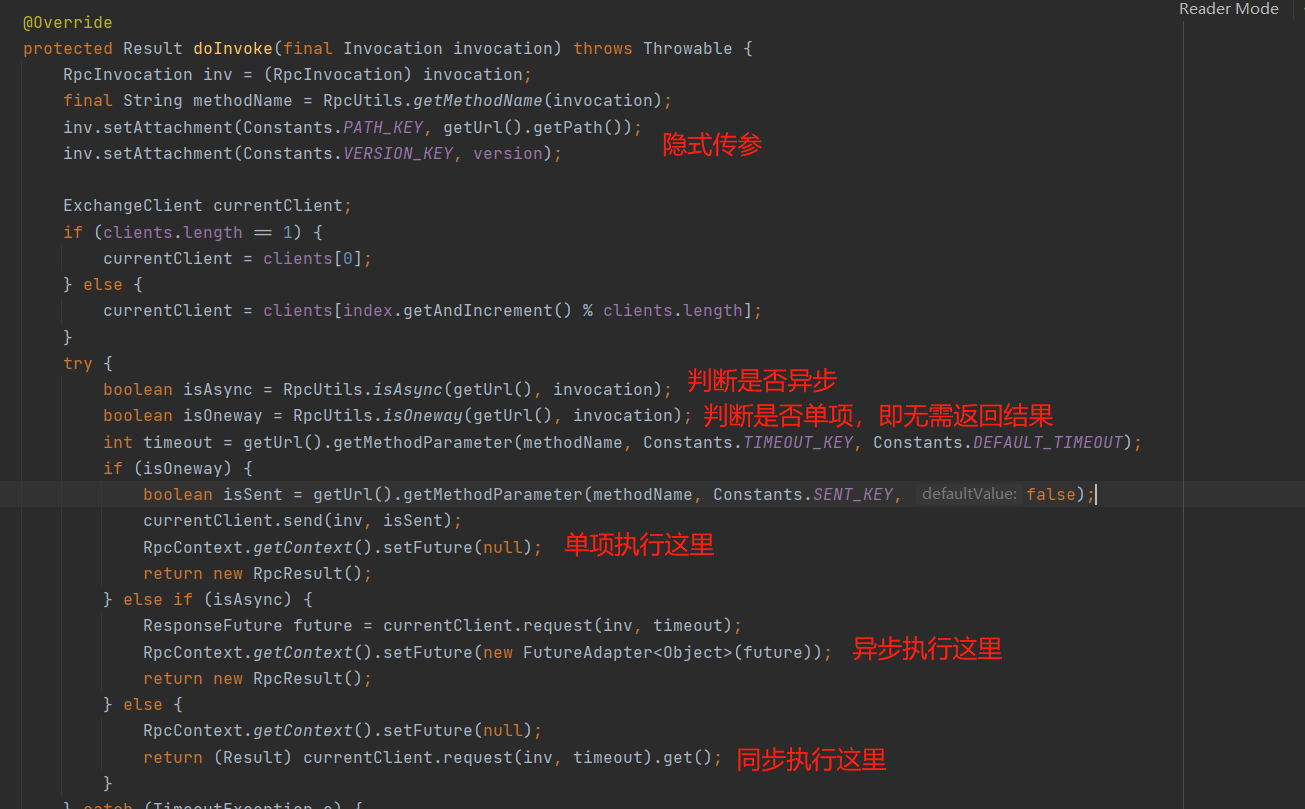 Reader Mode
@Override
protected Result doInvoke(final Invocation invocation) throws Throwable {
RpcInvocation inv = (RpcInvocation) invocation;
final String methodName = RpcUtils.getMethodName(invocation);
inv.setAttachment(Constants.PATH_KEY, getUrl().getPath());
隐式传参
inv.setAttachment(Constants.VERSION_KEY, version);
ExchangeClient currentClient;
if (clients.length == 1) {
currentClient = clients[0];
} else {
currentClient = clients[index.getAndIncrement() % clients.length];
}
try {
boolean isAsync = RpcUtils.isAsync(getUrl(), invocation); 判断是否异步
boolean isOneway = RpcUtils.isOneway(getUrl(), invocation); 判断是否单项，即无需返回结果
int timeout = getUrl().getMethodParameter(methodName, Constants.TIMEOUT_KEY, Constants.DEFAULT_TIMEOUT);
if (isOneway) {
boolean isSent = getUrl().getMethodParameter(methodName, Constants.SENT_KEY, defaultValue: false);
currentClient.send(inv, isSent);
RpcContext.getContext().setFuture(null); 单项执行这里
return new RpcResult();
} else if (isAsync) {
ResponseFuture future = currentClient.request(inv, timeout);
RpcContext.getContext().setFuture(new FutureAdapter<Object>(future)); 异步执行这里
return new RpcResult();
} else {
RpcContext.getContext().setFuture(null);
return (Result) currentClient.request(inv, timeout).get(); 同步执行这里
}
} catch (TimeoutException e) {